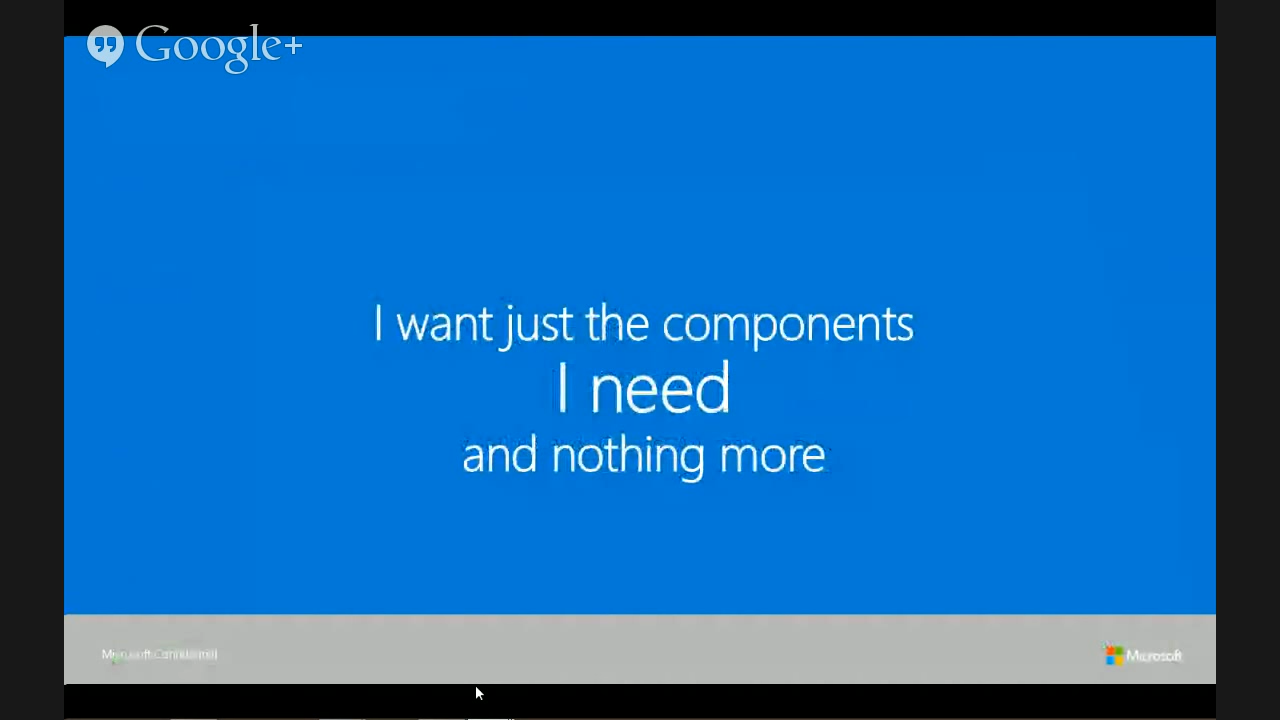 Google+
I want just the components
I need
and nothing more
Microsoft Confidential
Microsoft